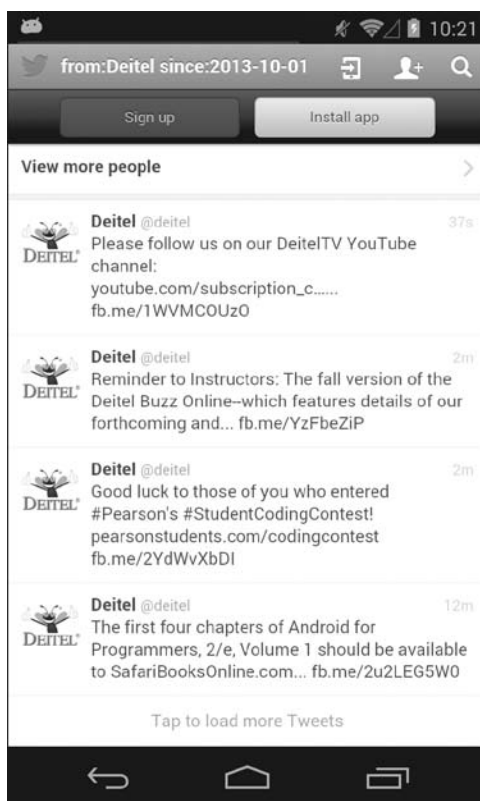 10:21
from:Deitel since:2013-10-01
Sign up
Install app
View more people
Deitel @deitel 37s
Please follow us on our DeitelTV YouTube
channel:
youtube.com/subscription_c......
fb.me/1WVMCOUzO
DEITEL®
Deitel @deitel 2m
Reminder to Instructors: The fall version of the
Deitel Buzz Online--which features details of our
forthcoming and... fb.me/YzFbeZiP
DEITEL®
Deitel @deitel 2m
Good luck to those of you who entered
#Pearson's #StudentCodingContest!
pearsonstudents.com/codingcontest
fb.me/2YdWvXbDI
DEITEL®
Deitel @deitel 12m
The first four chapters of Android for
Programmers, 2/e, Volume 1 should be available
to SafariBooksOnline.com... fb.me/2u2LEG5W0
DEITEL®
Tap to load more Tweets